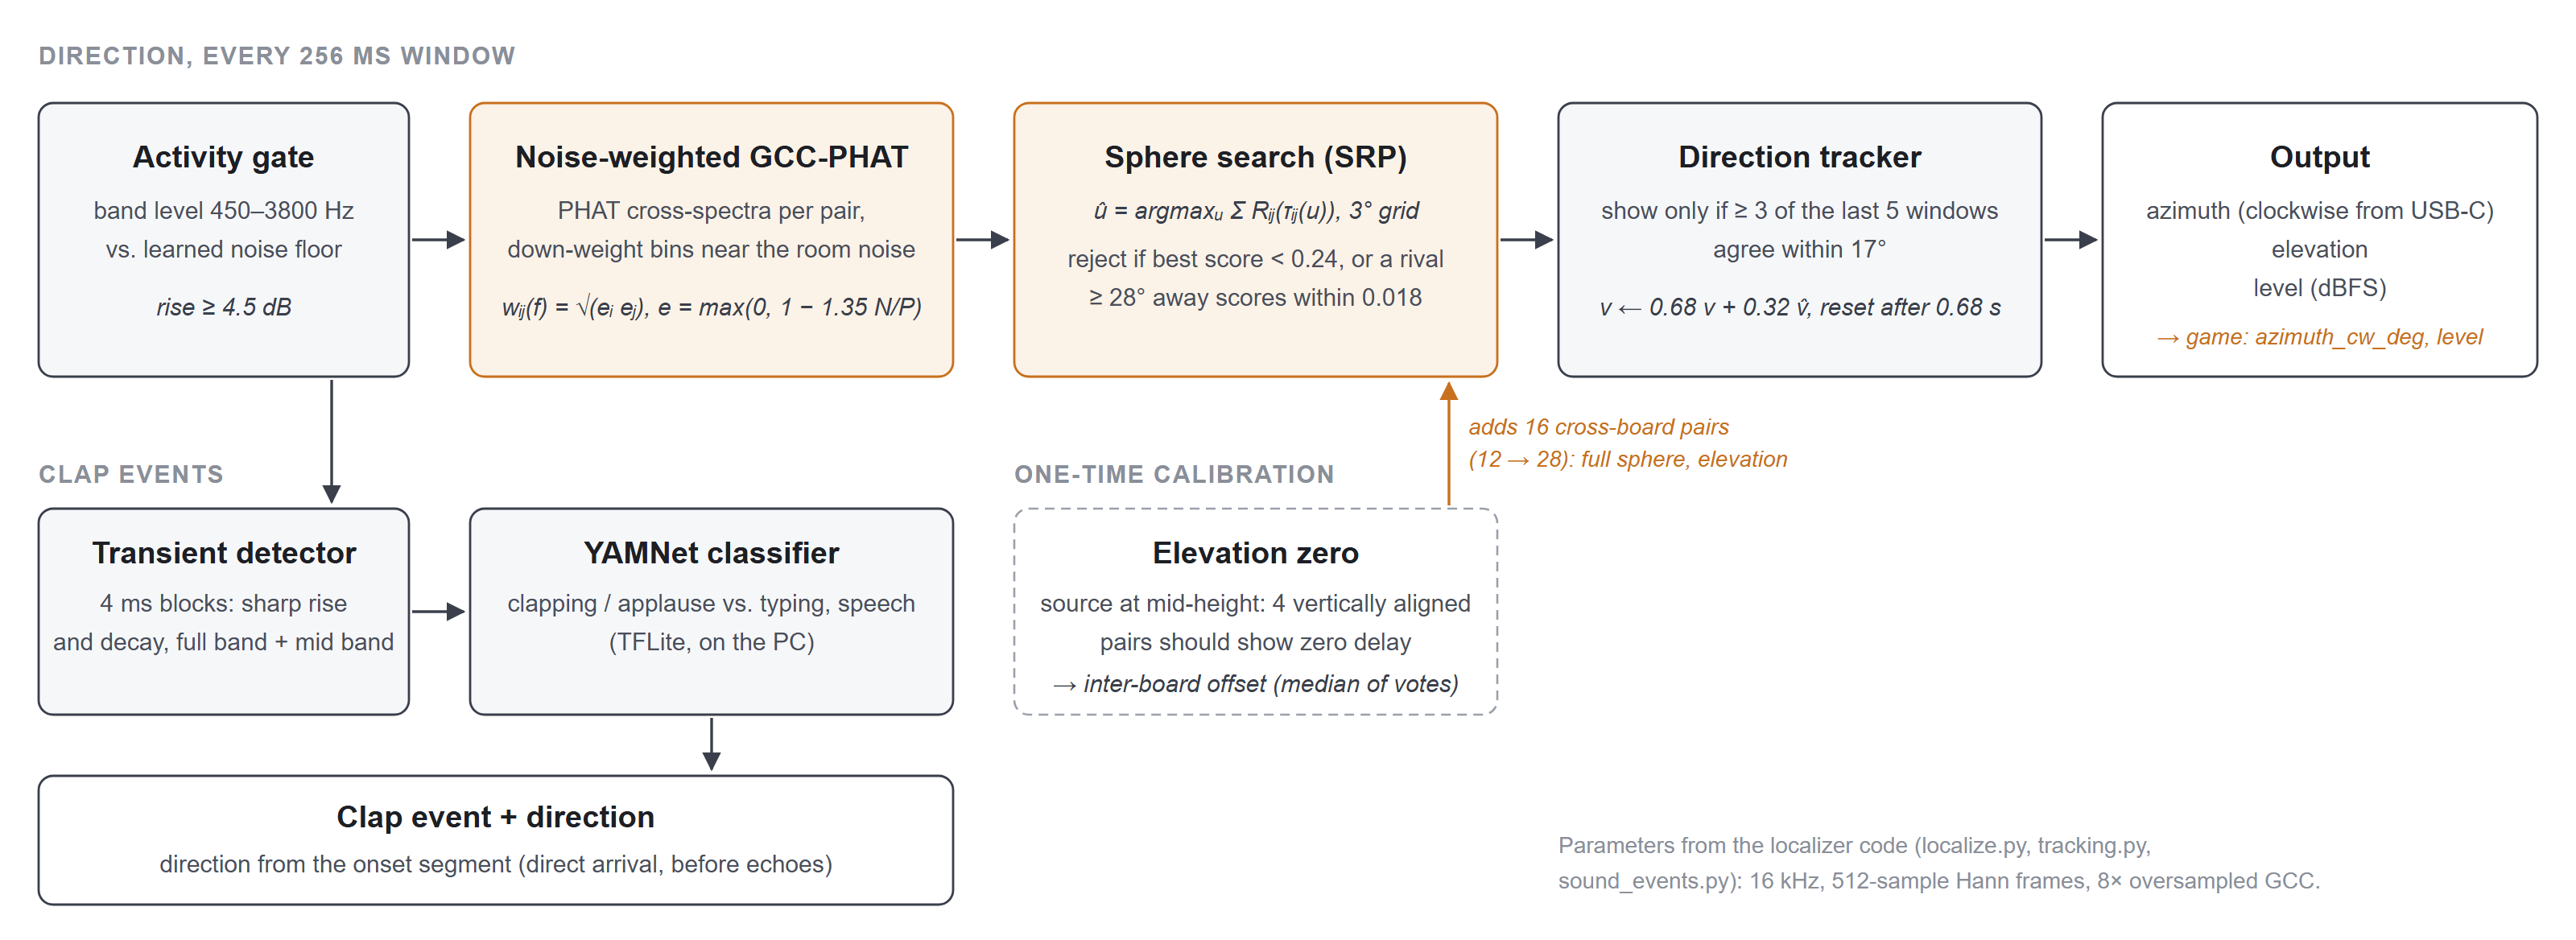 DIRECTION, EVERY 256 MS WINDOW
Activity gate
band level 450–3800 Hz
vs. learned noise floor
rise ≥ 4.5 dB
Noise-weighted GCC-PHAT
PHAT cross-spectra per pair,
down-weight bins near the room noise
wᵢⱼ(f) = √(eᵢ eⱼ), e = max(0, 1 − 1.35 N/P)
Sphere search (SRP)
û = argmaxᵤ Σ Rᵢⱼ(τᵢⱼ(u)), 3° grid
reject if best score < 0.24, or a rival
≥ 28° away scores within 0.018
Direction tracker
show only if ≥ 3 of the last 5 windows
agree within 17°
v ← 0.68 v + 0.32 v̂, reset after 0.68 s
Output
azimuth (clockwise from USB-C)
elevation
level (dBFS)
→ game: azimuth_cw_deg, level
adds 16 cross-board pairs
(12 → 28): full sphere, elevation
CLAP EVENTS
Transient detector
4 ms blocks: sharp rise
and decay, full band + mid band
YAMNet classifier
clapping / applause vs. typing, speech
(TFLite, on the PC)
ONE-TIME CALIBRATION
Elevation zero
source at mid-height: 4 vertically aligned
pairs should show zero delay
→ inter-board offset (median of votes)
Clap event + direction
direction from the onset segment (direct arrival, before echoes)
Parameters from the localizer code (localize.py, tracking.py,
sound_events.py): 16 kHz, 512-sample Hann frames, 8× oversampled GCC.